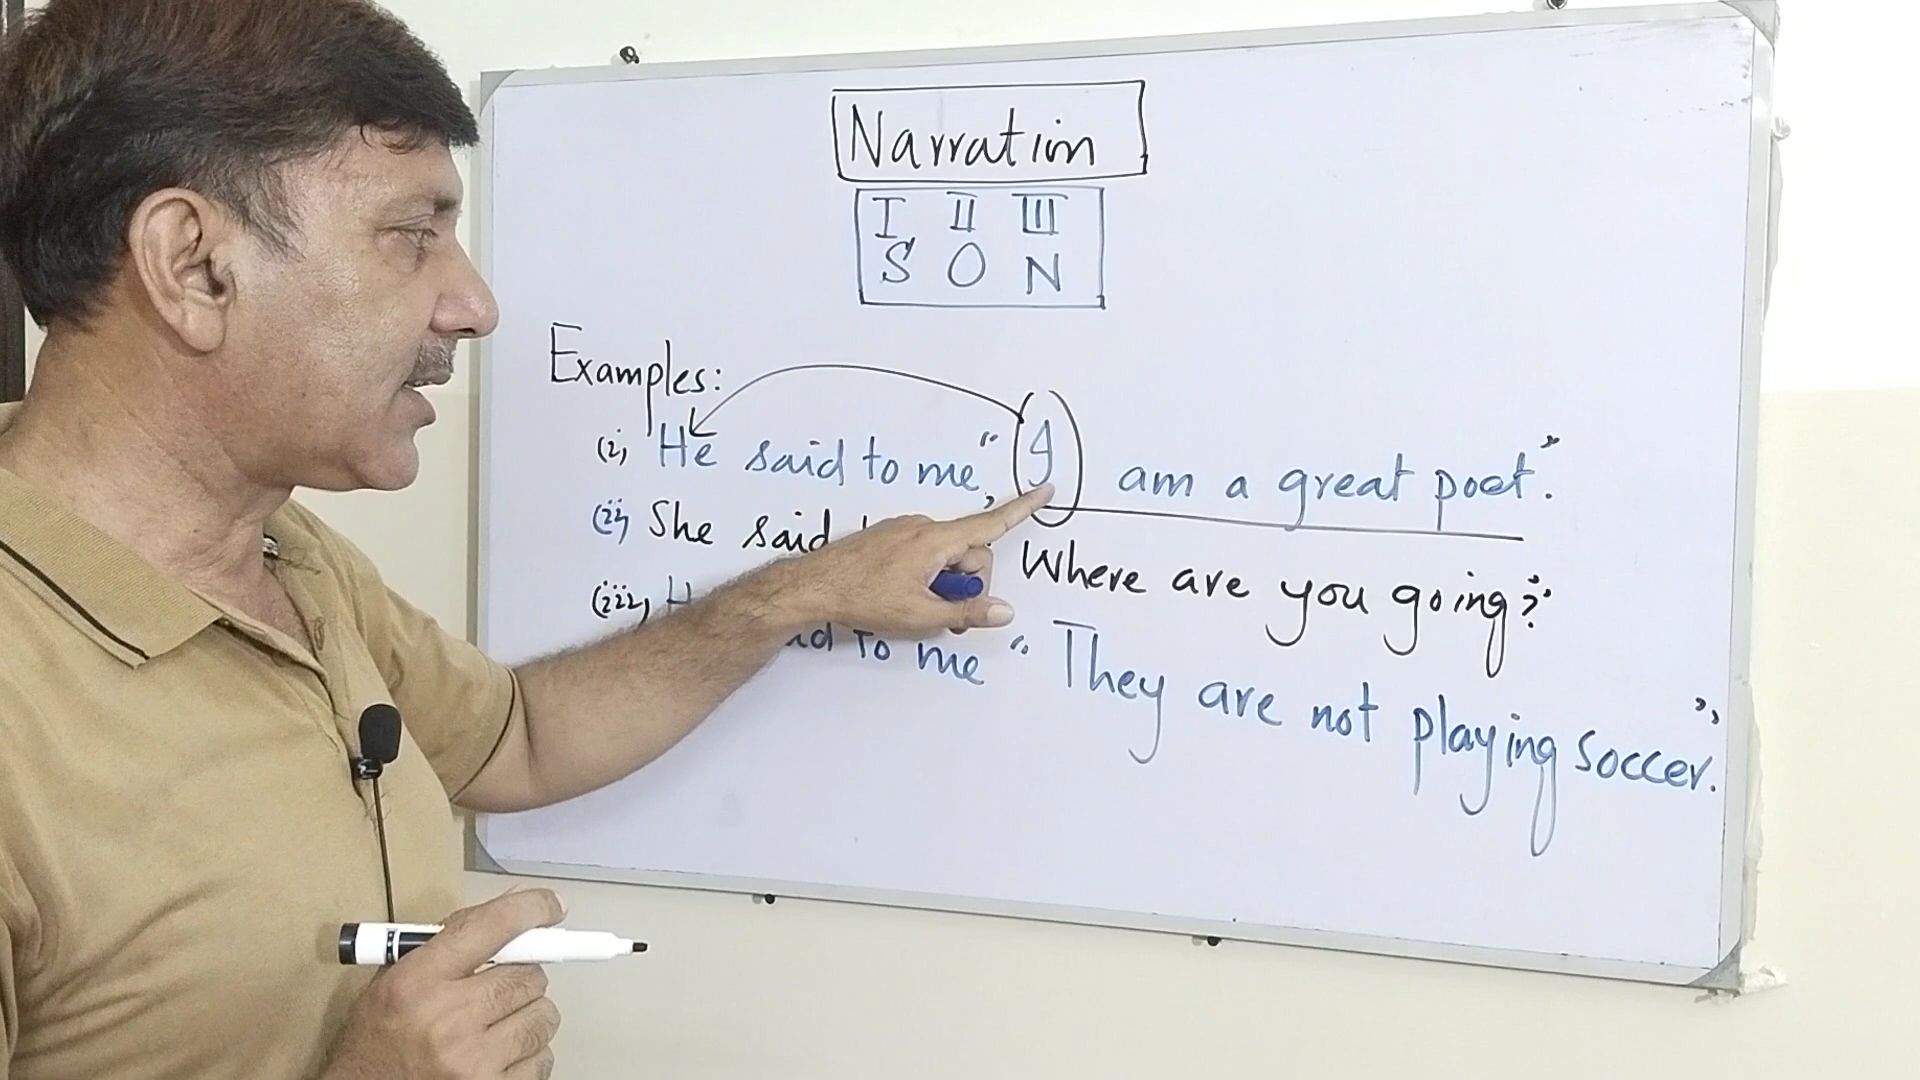 Narration
I II III
S O N
Examples:
(i) He said to me, "I am a great poet."
(ii) She said " Where are you going?"
(iii) to me " They are not playing soccer."